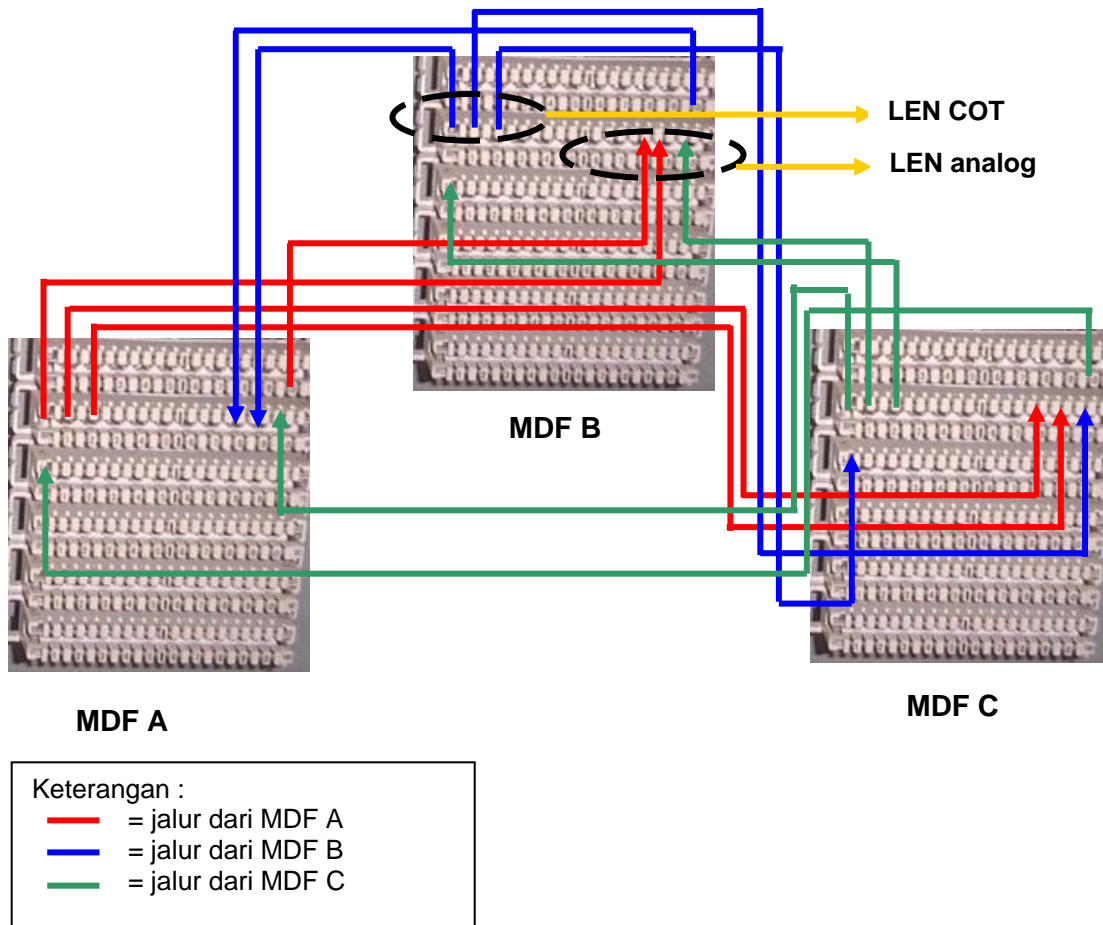 LEN COT
LEN analog
MDF B
MDF A
MDF C
Keterangan :
= jalur dari MDF A
= jalur dari MDF B
= jalur dari MDF C